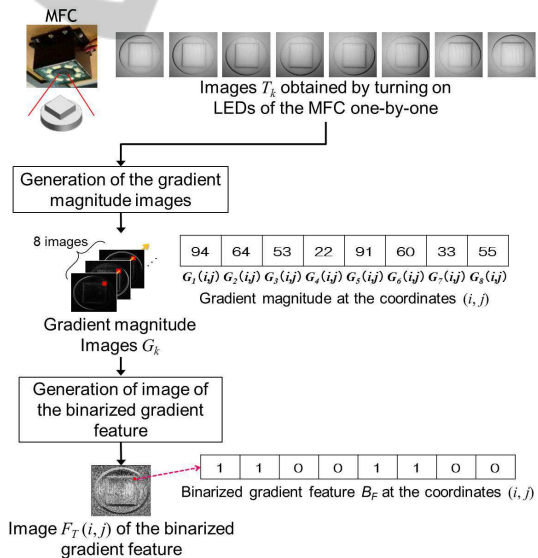 MFC
Images T_k obtained by turning on
LEDs of the MFC one-by-one
Generation of the gradient
magnitude images
8 images
94 64 53 22 91 60 33 55
G_1(i,j) G_2(i,j) G_3(i,j) G_4(i,j) G_5(i,j) G_6(i,j) G_7(i,j) G_8(i,j)
Gradient magnitude at the coordinates (i, j)
Gradient magnitude
Images G_k
Generation of image of
the binarized gradient
feature
1 1 0 0 1 1 0 0
Binarized gradient feature B_F at the coordinates (i, j)
Image F_T(i, j) of the binarized
gradient feature